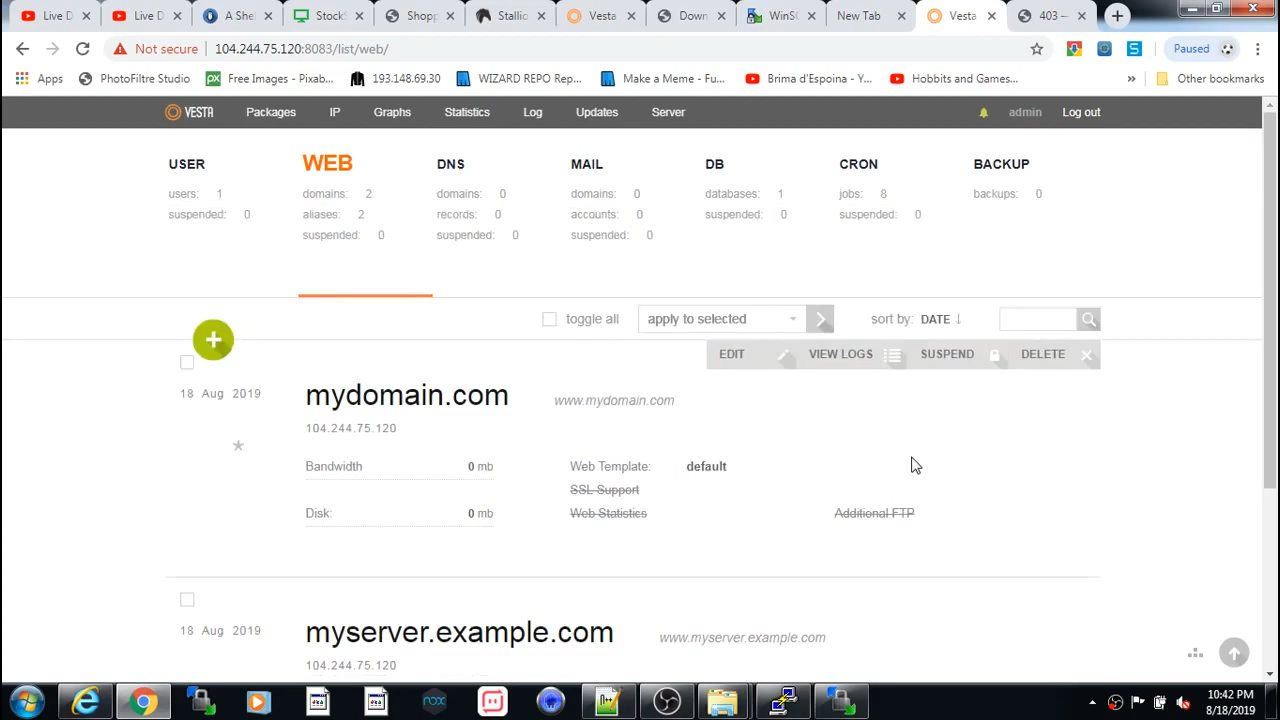 Live D
Live D
A She
StockS
Shopp
Stalli
Vesta
Down
WinSC
New Tab
Vesta
403 —
Not secure
104.244.75.120:8083/list/web/
Paused
Apps
PhotoFiltre Studio
Free Images - Pixab...
193.148.69.30
WIZARD REPO Rep...
Make a Meme - Fu...
Brima d'Espoina - Y...
Hobbits and Games...
»
Other bookmarks
VESTA
Packages
IP
Graphs
Statistics
Log
Updates
Server
admin
Log out
USER
users: 1
suspended: 0
WEB
domains: 2
aliases: 2
suspended: 0
DNS
domains: 0
records: 0
suspended: 0
MAIL
domains: 0
accounts: 0
suspended: 0
DB
databases: 1
suspended: 0
CRON
jobs: 8
suspended: 0
BACKUP
backups: 0
toggle all
apply to selected
sort by: DATE ↓
EDIT
VIEW LOGS
SUSPEND
DELETE
18 Aug 2019
mydomain.com
www.mydomain.com
104.244.75.120
Bandwidth 0 mb
Web Template: default
SSL Support
Disk: 0 mb
Web Statistics
Additional FTP
18 Aug 2019
myserver.example.com
www.myserver.example.com
104.244.75.120
10:42 PM
8/18/2019